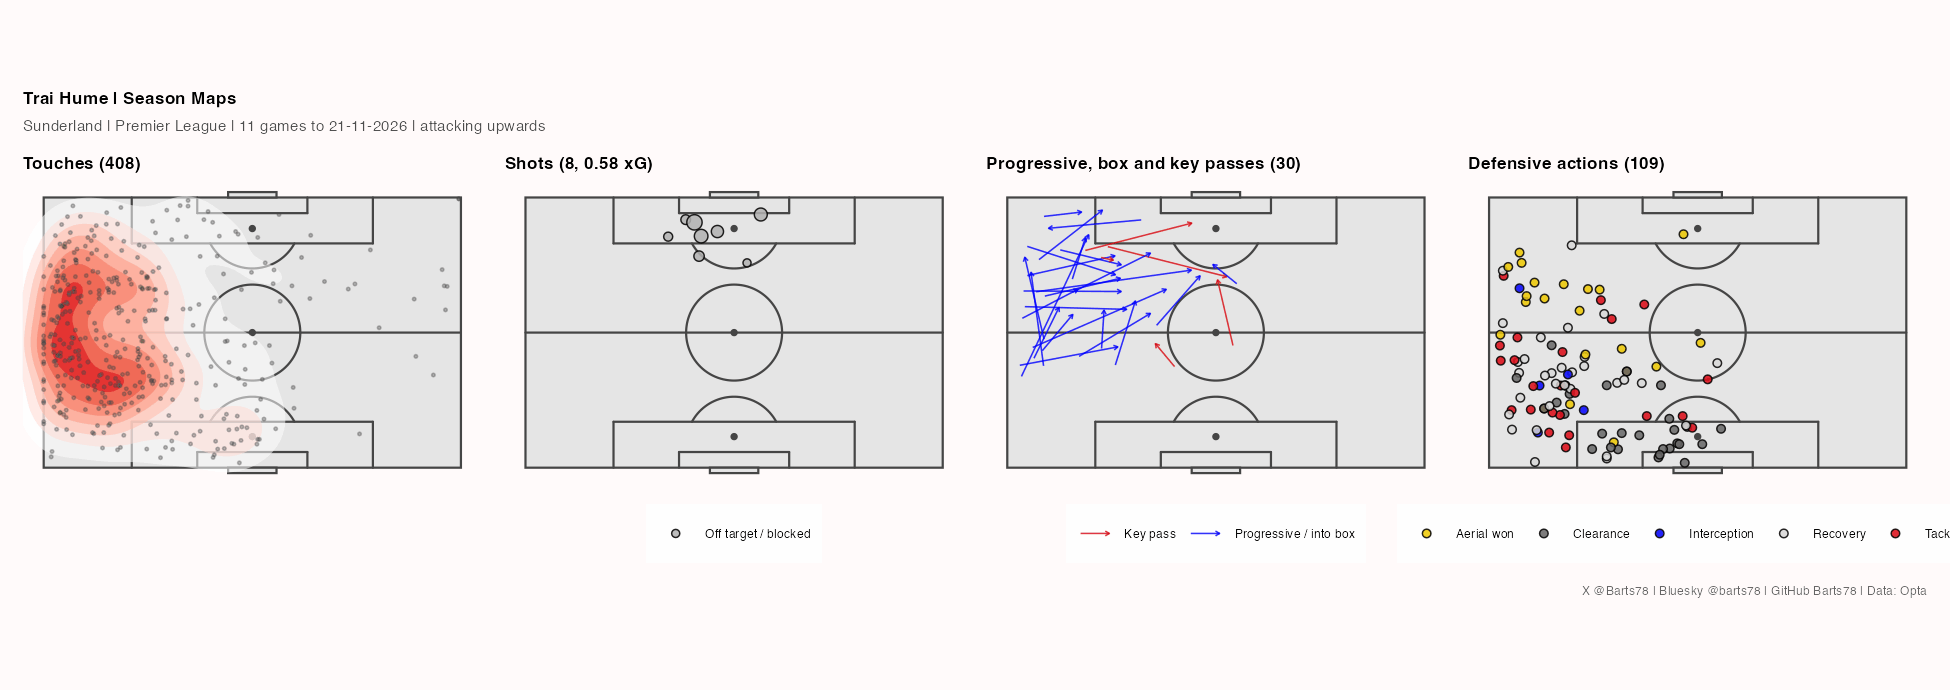 Trai Hume | Season Maps
Sunderland | Premier League | 11 games to 21-11-2026 | attacking upwards
Touches (408)
Shots (8, 0.58 xG)
Progressive, box and key passes (30)
Defensive actions (109)
Off target / blocked
Key pass
Progressive / into box
Aerial won
Clearance
Interception
Recovery
Tack
X @Barts78 | Bluesky @barts78 | GitHub Barts78 | Data: Opta